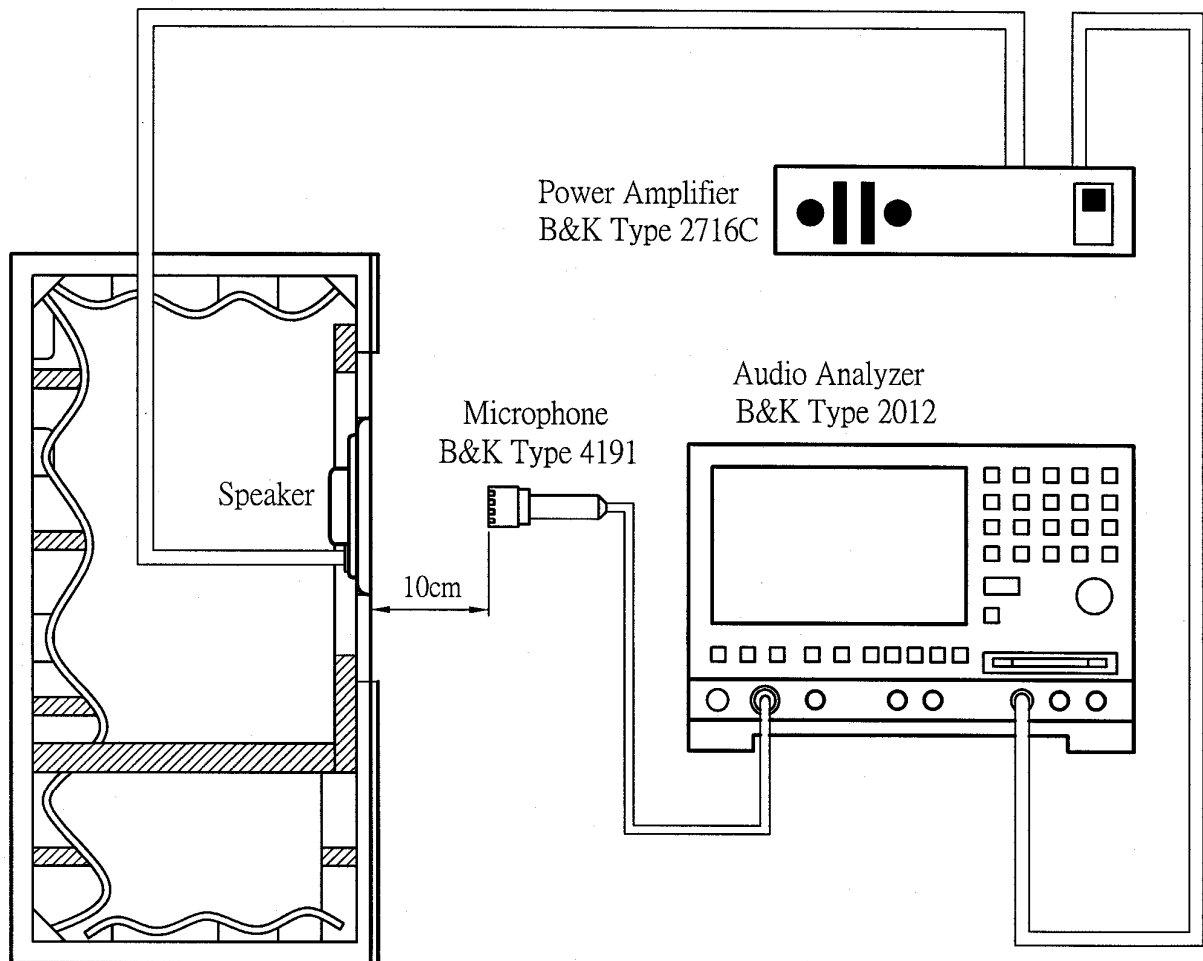 Power Amplifier
B&K Type 2716C
Audio Analyzer
B&K Type 2012
Microphone
B&K Type 4191
Speaker
10cm